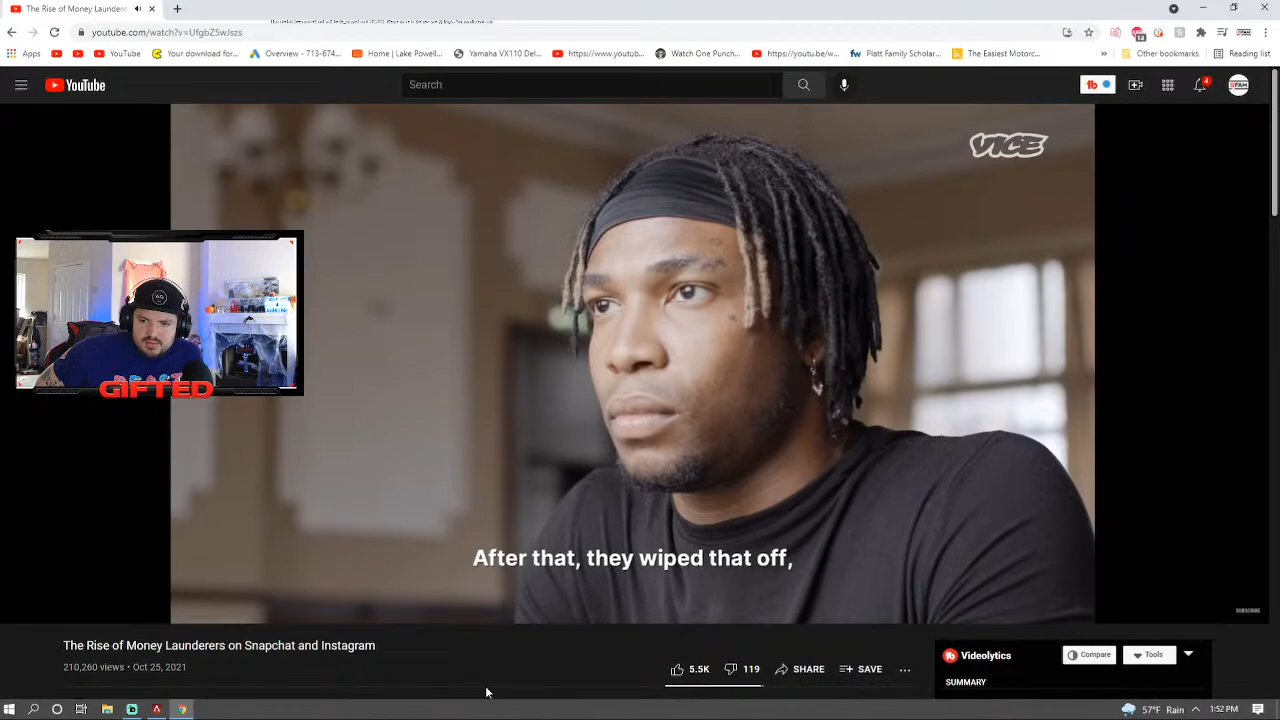 The Rise of Money Launderers
youtube.com/watch?v=UfgbZ5wJszs
Apps
YouTube
Your download for...
Overview - 713-674...
Home | Lake Powell...
Yamaha VX110 Del...
https://www.youtub...
Watch One Punch...
https://youtu.be/w...
Platt Family Scholar...
The Easiest Motorc...
»
Other bookmarks
Reading list
YouTube
Search
4
VICE
GIFTED
After that, they wiped that off,
SUBSCRIBE
The Rise of Money Launderers on Snapchat and Instagram
210,260 views • Oct 25, 2021
5.5K
119
SHARE
SAVE
...
Videolytics
Compare
Tools
SUMMARY
57°F Rain
1:52 PM